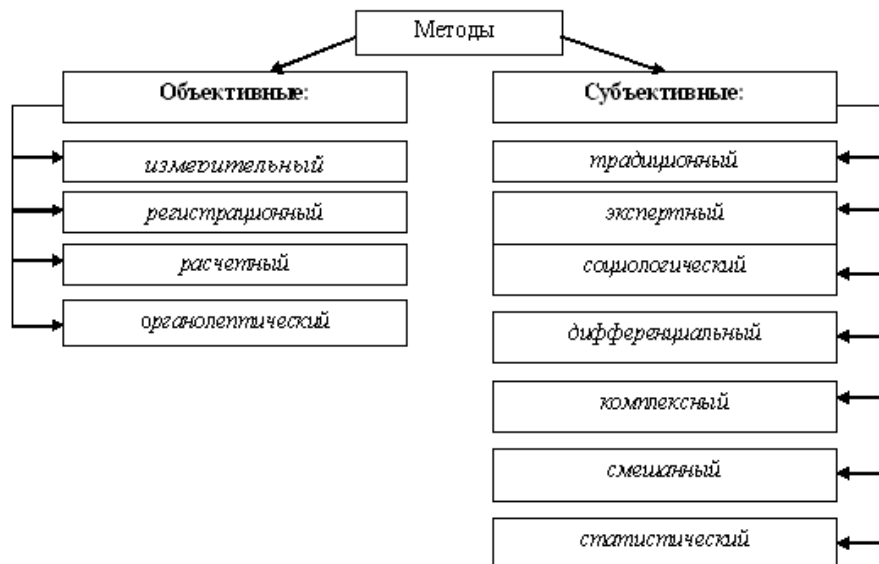 Методы
Объективные:
измерительный
регистрационный
расчетный
органолептический
Субъективные:
традиционный
экспертный
социологический
дифференциальный
комплексный
смешанный
статистический